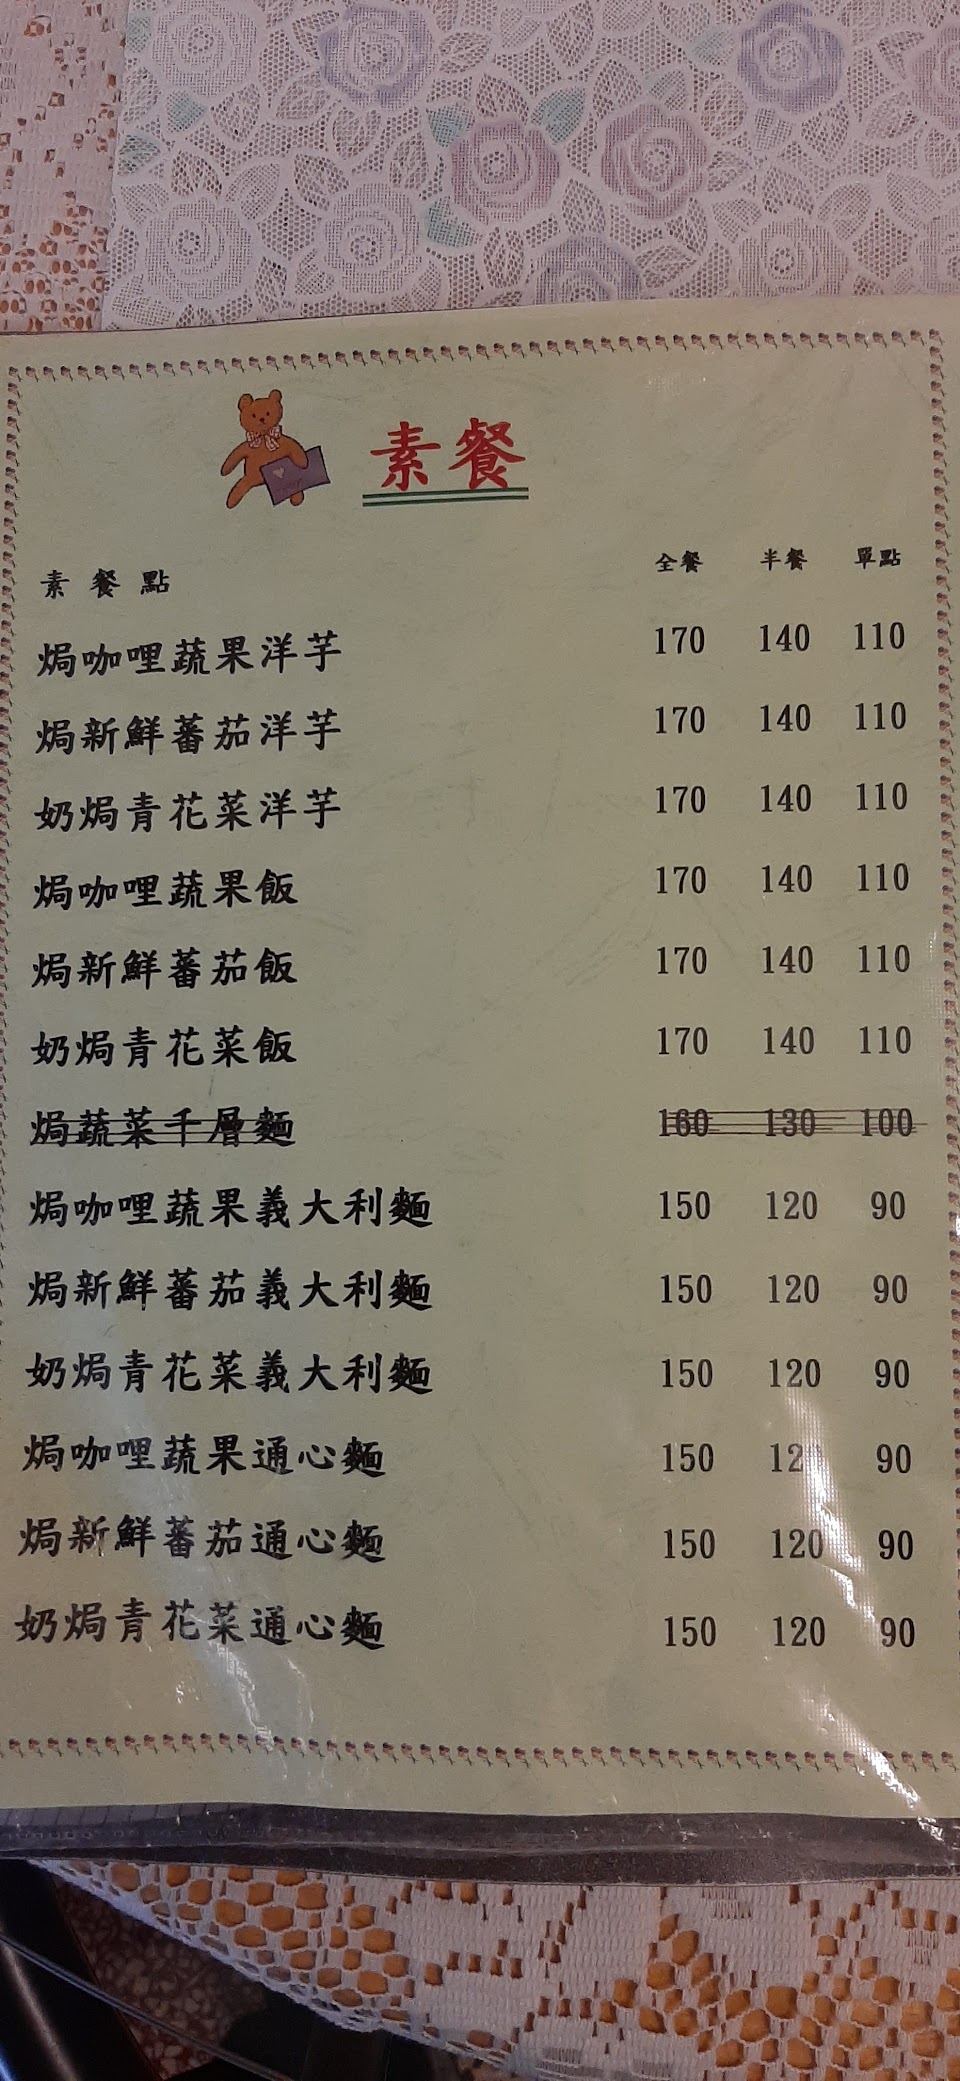 素餐
素餐點 全餐 半餐 單點
焗咖哩蔬果洋芋 170 140 110
焗新鮮蕃茄洋芋 170 140 110
奶焗青花菜洋芋 170 140 110
焗咖哩蔬果飯 170 140 110
焗新鮮蕃茄飯 170 140 110
奶焗青花菜飯 170 140 110
焗蔬菜千層麵 160 130 100
焗咖哩蔬果義大利麵 150 120 90
焗新鮮蕃茄義大利麵 150 120 90
奶焗青花菜義大利麵 150 120 90
焗咖哩蔬果通心麵 150 120 90
焗新鮮蕃茄通心麵 150 120 90
奶焗青花菜通心麵 150 120 90